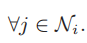 ∀j ∈ 𝒩ᵢ.